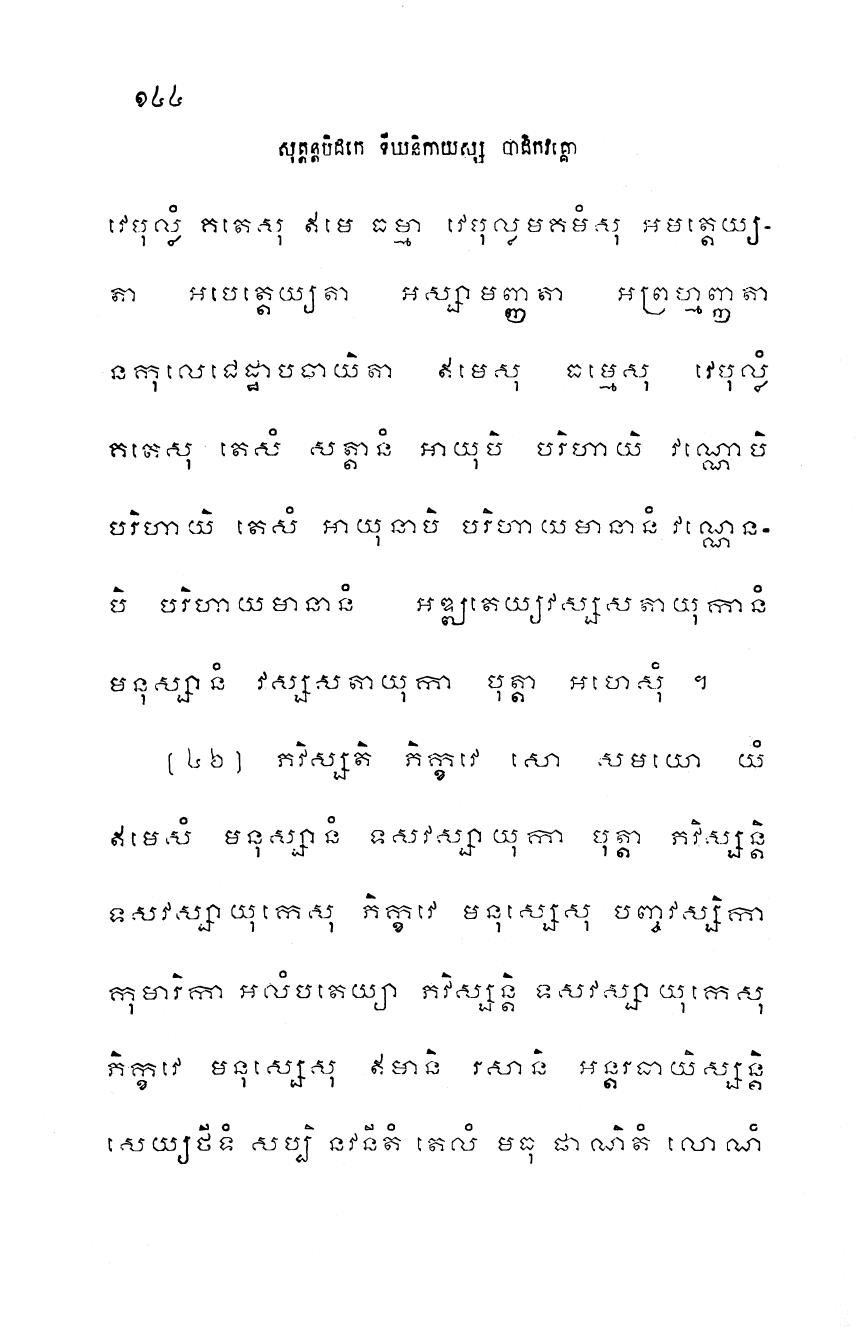 ១៤៤
សុត្តន្តបិដកេ ទីឃនិកាយស្ស បាដិកវគ្គោ
វេបុល្លំ គតេសុ ឥមេ ធម្មា វេបុល្លមគមំសុ អមត្តេយ្យ-
តា អបេត្តេយ្យតា អស្សាមញ្ញតា អព្រហ្មញ្ញតា
នកុលេជេដ្ឋាបចាយិតា ឥមេសុ ធម្មេសុ វេបុល្លំ
គតេសុ តេសំ សត្តានំ អាយុបិ បរិហាយិ វណ្ណោបិ
បរិហាយិ តេសំ អាយុនាបិ បរិហាយមានានំ វណ្ណេន-
បិ បរិហាយមានានំ អឌ្ឍតេយ្យវស្សសតាយុកានំ
មនុស្សានំ វស្សសតាយុកា បុត្តា អហេសុំ ។
[៤៦] ភវិស្សតិ ភិក្ខវេ សោ សមយោ យំ
ឥមេសំ មនុស្សានំ ទសវស្សាយុកា បុត្តា ភវិស្សន្តិ
ទសវស្សាយុកេសុ ភិក្ខវេ មនុស្សេសុ បញ្ចវស្សិកា
កុមារិកា អលំបតេយ្យា ភវិស្សន្តិ ទសវស្សាយុកេសុ
ភិក្ខវេ មនុស្សេសុ ឥមានិ រសានិ អន្តរធាយិស្សន្តិ
សេយ្យថីទំ សប្បិ នវនីតំ តេលំ មធុ ផាណិតំ លោណំ